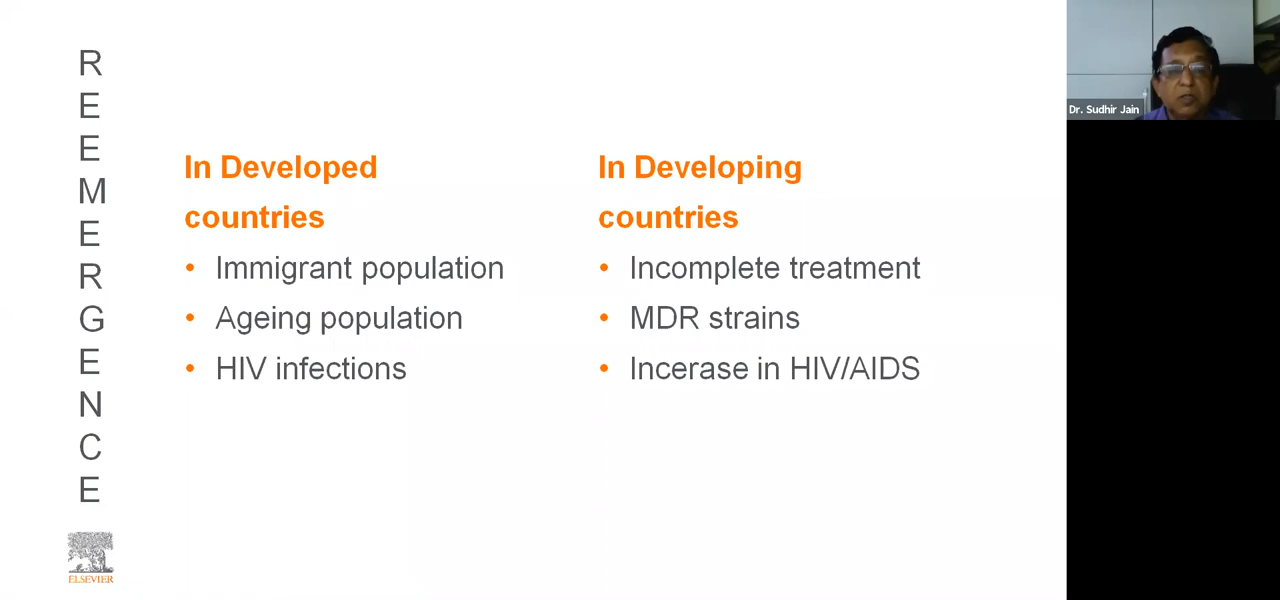 R
E
E
M
E
R
G
E
N
C
E
In Developed
countries
• Immigrant population
• Ageing population
• HIV infections
In Developing
countries
• Incomplete treatment
• MDR strains
• Incerase in HIV/AIDS
ELSEVIER
Dr. Sudhir Jain